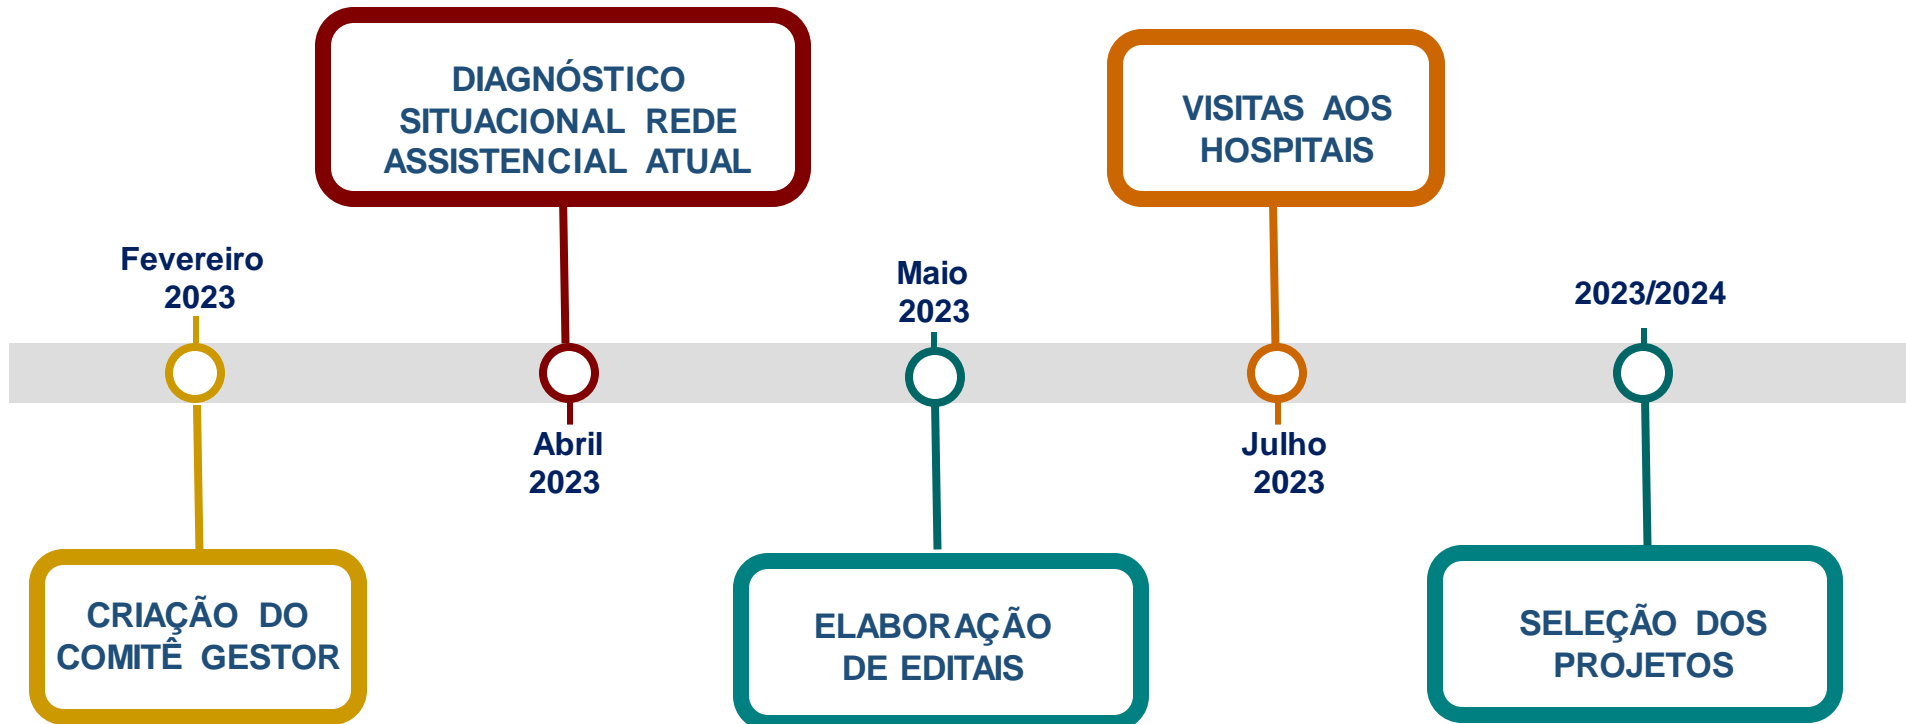 DIAGNÓSTICO
SITUACIONAL REDE
ASSISTENCIAL ATUAL
VISITAS AOS
HOSPITAIS
Fevereiro
2023
Maio
2023
2023/2024
Abril
2023
Julho
2023
CRIAÇÃO DO
COMITÊ GESTOR
ELABORAÇÃO
DE EDITAIS
SELEÇÃO DOS
PROJETOS